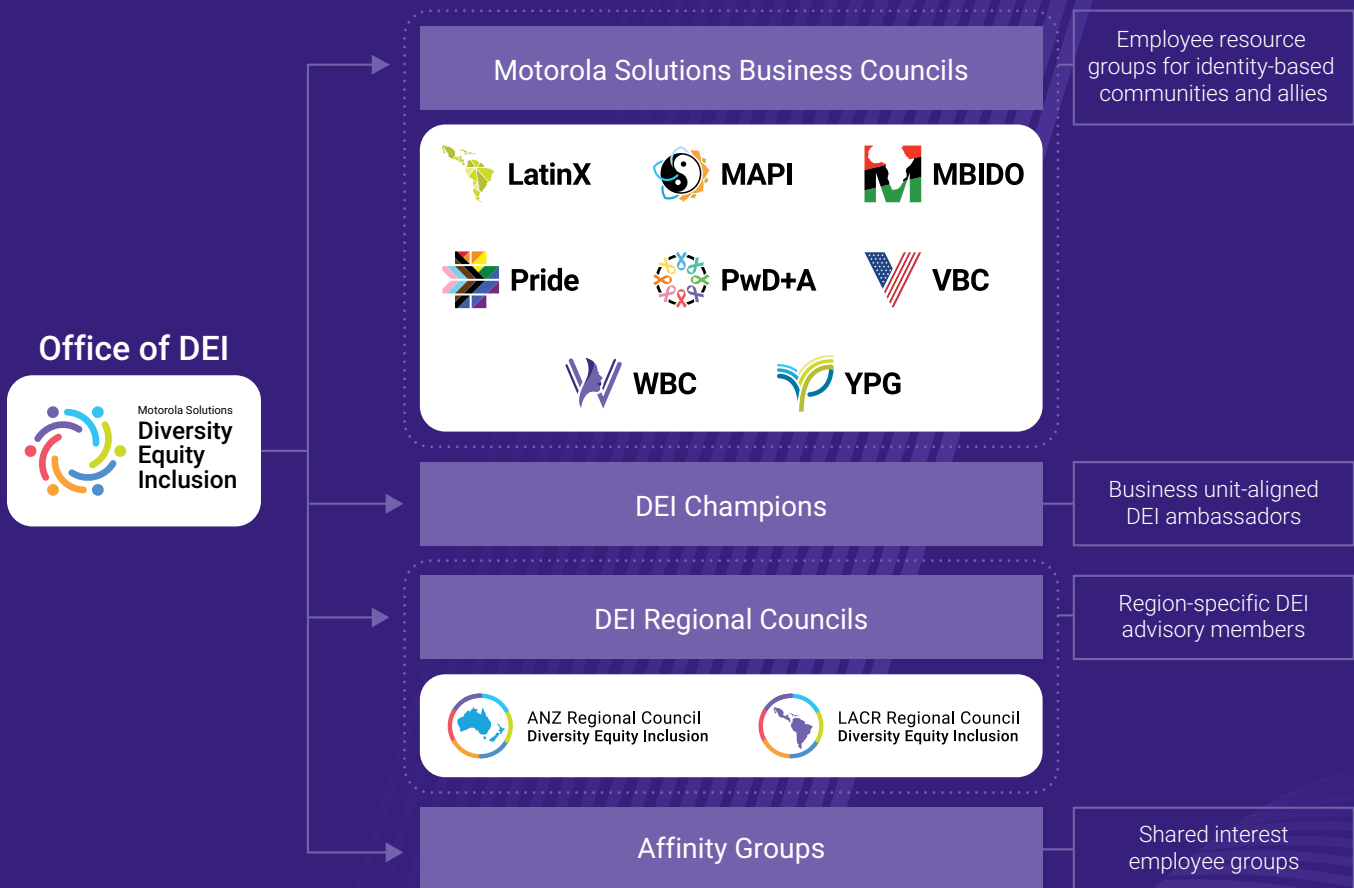 Office of DEI
Motorola Solutions
Diversity
Equity
Inclusion
Motorola Solutions Business Councils
Employee resource
groups for identity-based
communities and allies
LatinX
MAPI
MBIDO
Pride
PwD+A
VBC
WBC
YPG
DEI Champions
Business unit-aligned
DEI ambassadors
DEI Regional Councils
Region-specific DEI
advisory members
ANZ Regional Council
Diversity Equity Inclusion
LACR Regional Council
Diversity Equity Inclusion
Affinity Groups
Shared interest
employee groups